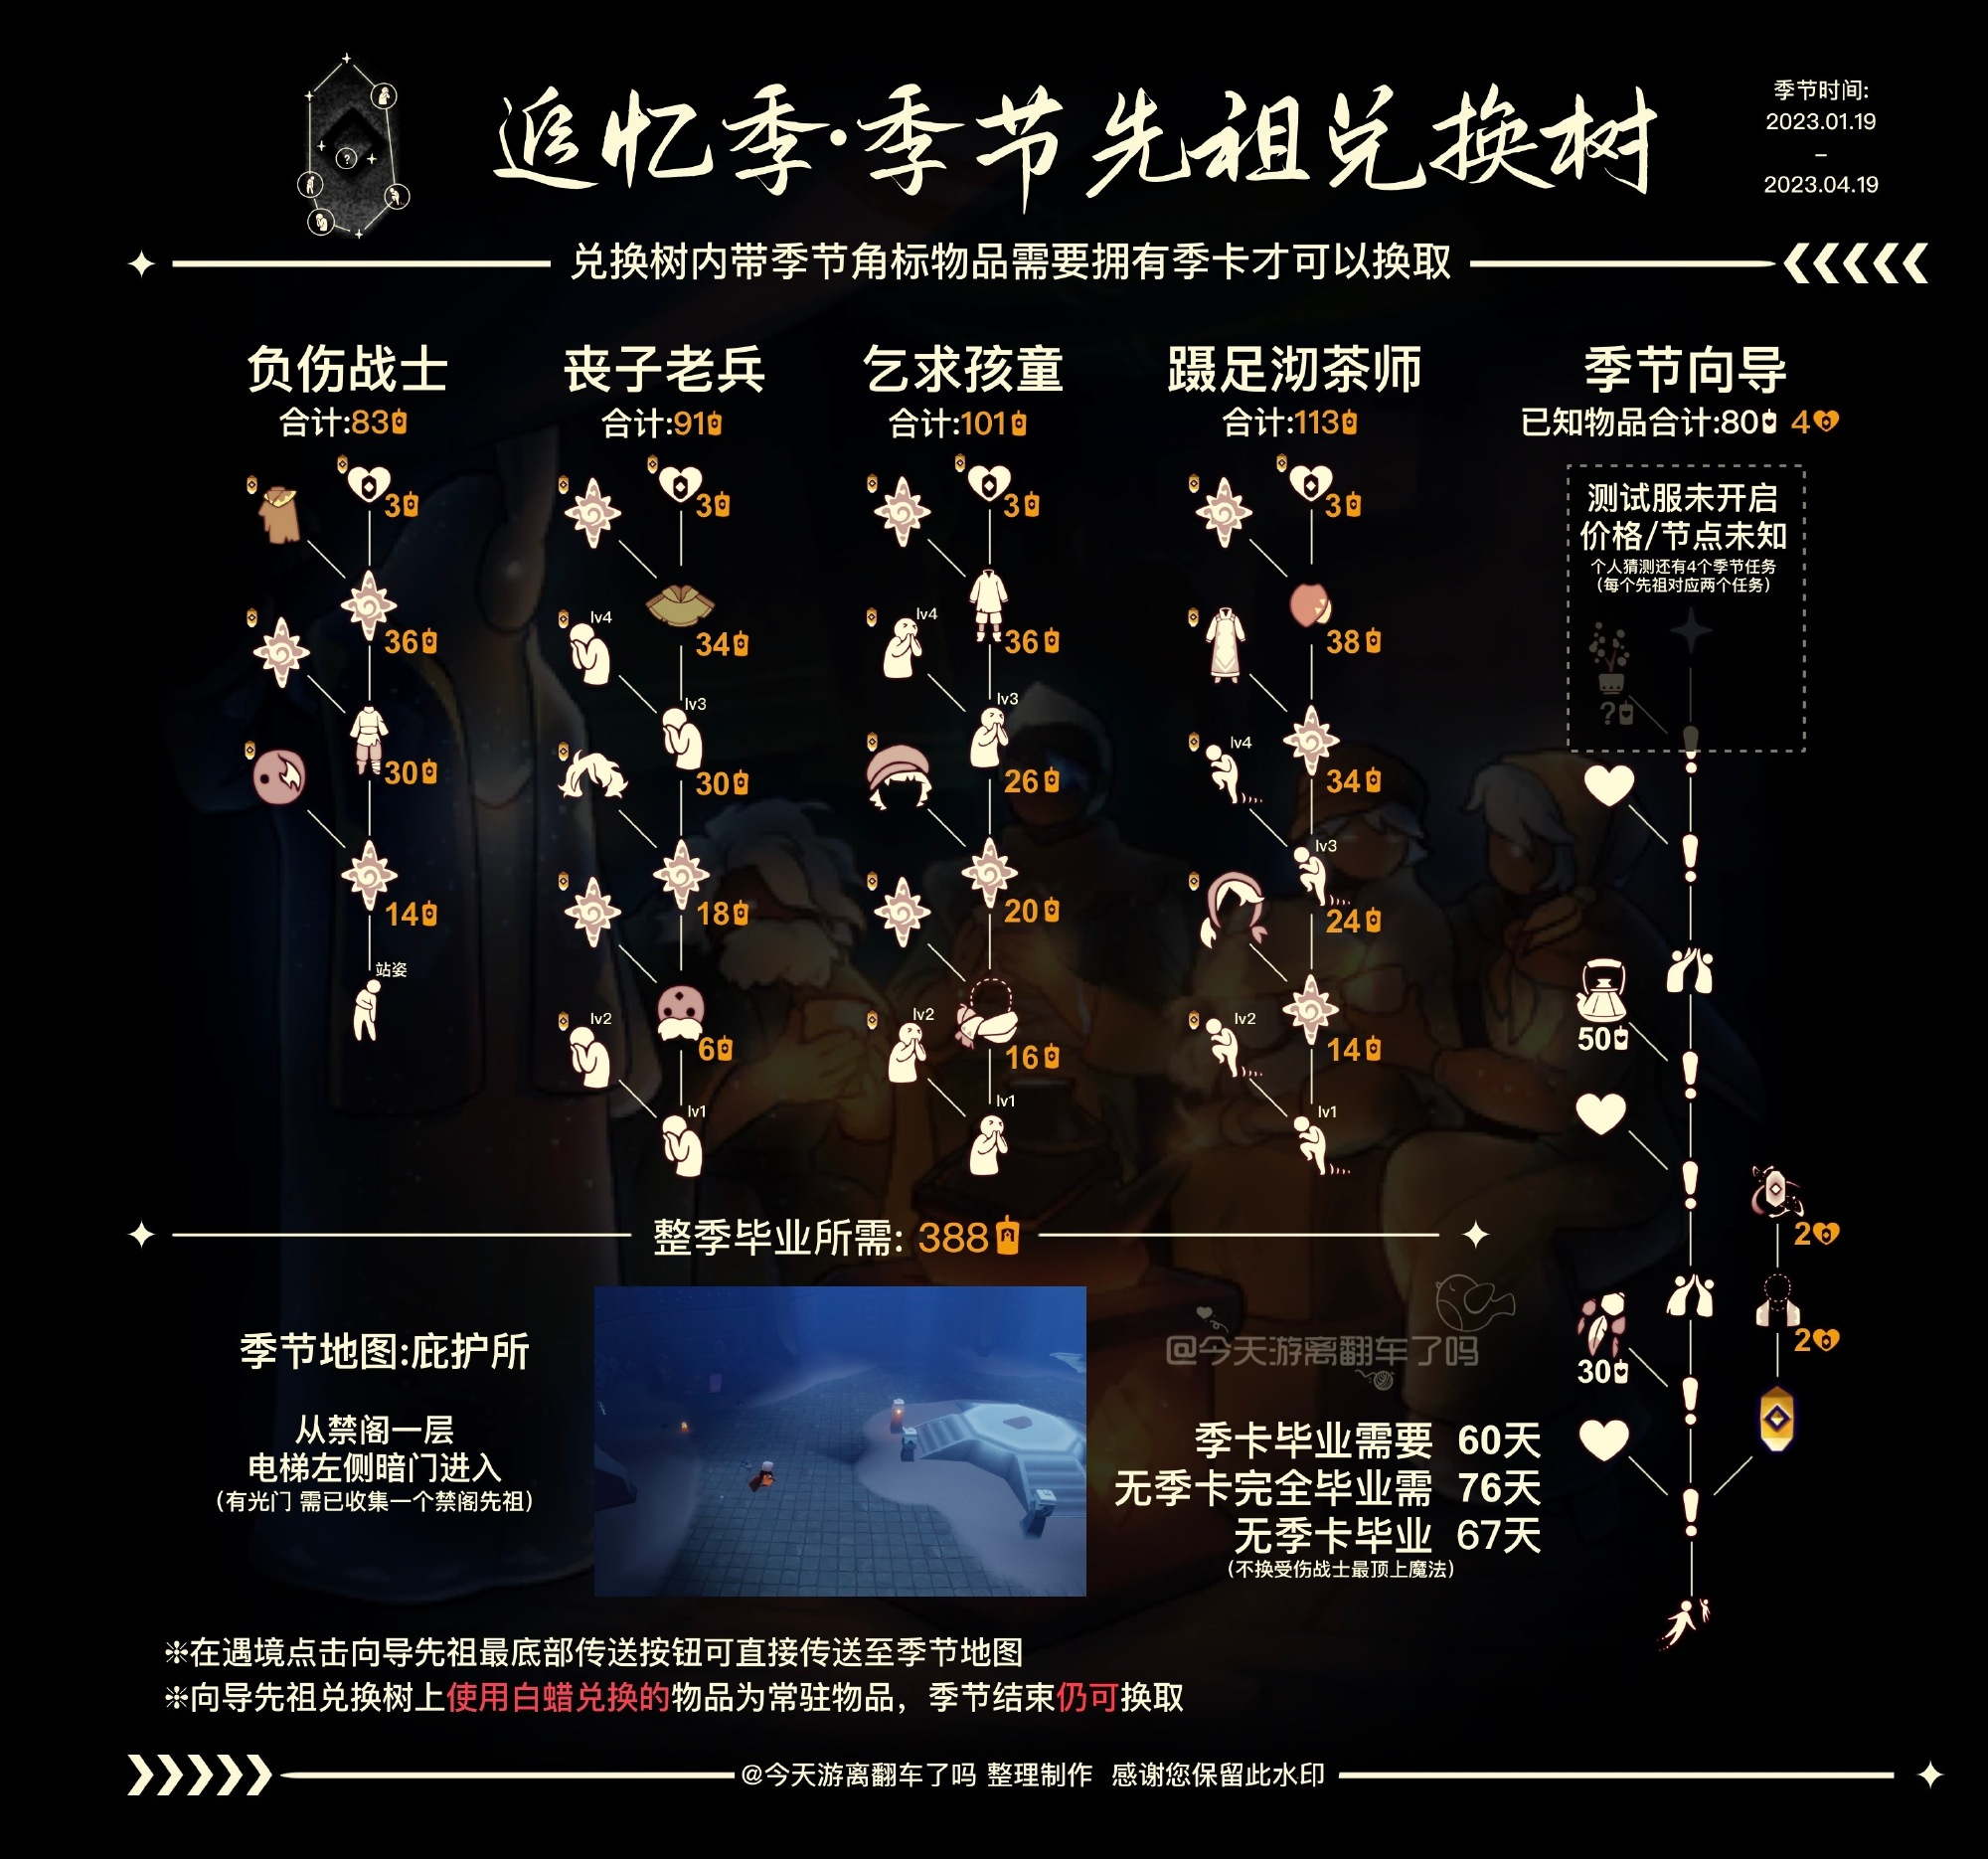 追忆季·季节先祖兑换树
季节时间:
2023.01.19
–
2023.04.19
兑换树内带季节角标物品需要拥有季卡才可以换取
负伤战士
合计:83
3
36
30
14
站姿
丧子老兵
合计:91
3
34
lv4
lv3
30
18
lv2
6
lv1
乞求孩童
合计:101
3
lv4
36
lv3
26
20
lv2
16
lv1
蹑足沏茶师
合计:113
3
38
lv4
34
lv3
24
lv2
14
lv1
季节向导
已知物品合计:80 4
测试服未开启
价格/节点未知
个人猜测还有4个季节任务
(每个先祖对应两个任务)
?
50
2
2
30
整季毕业所需: 388
季节地图:庇护所
从禁阁一层
电梯左侧暗门进入
(有光门 需已收集一个禁阁先祖)
@今天游离翻车了吗
季卡毕业需要 60天
无季卡完全毕业需 76天
无季卡毕业 67天
(不换受伤战士最顶上魔法)
❊在遇境点击向导先祖最底部传送按钮可直接传送至季节地图
❊向导先祖兑换树上使用白蜡兑换的物品为常驻物品，季节结束仍可换取
@今天游离翻车了吗 整理制作 感谢您保留此水印